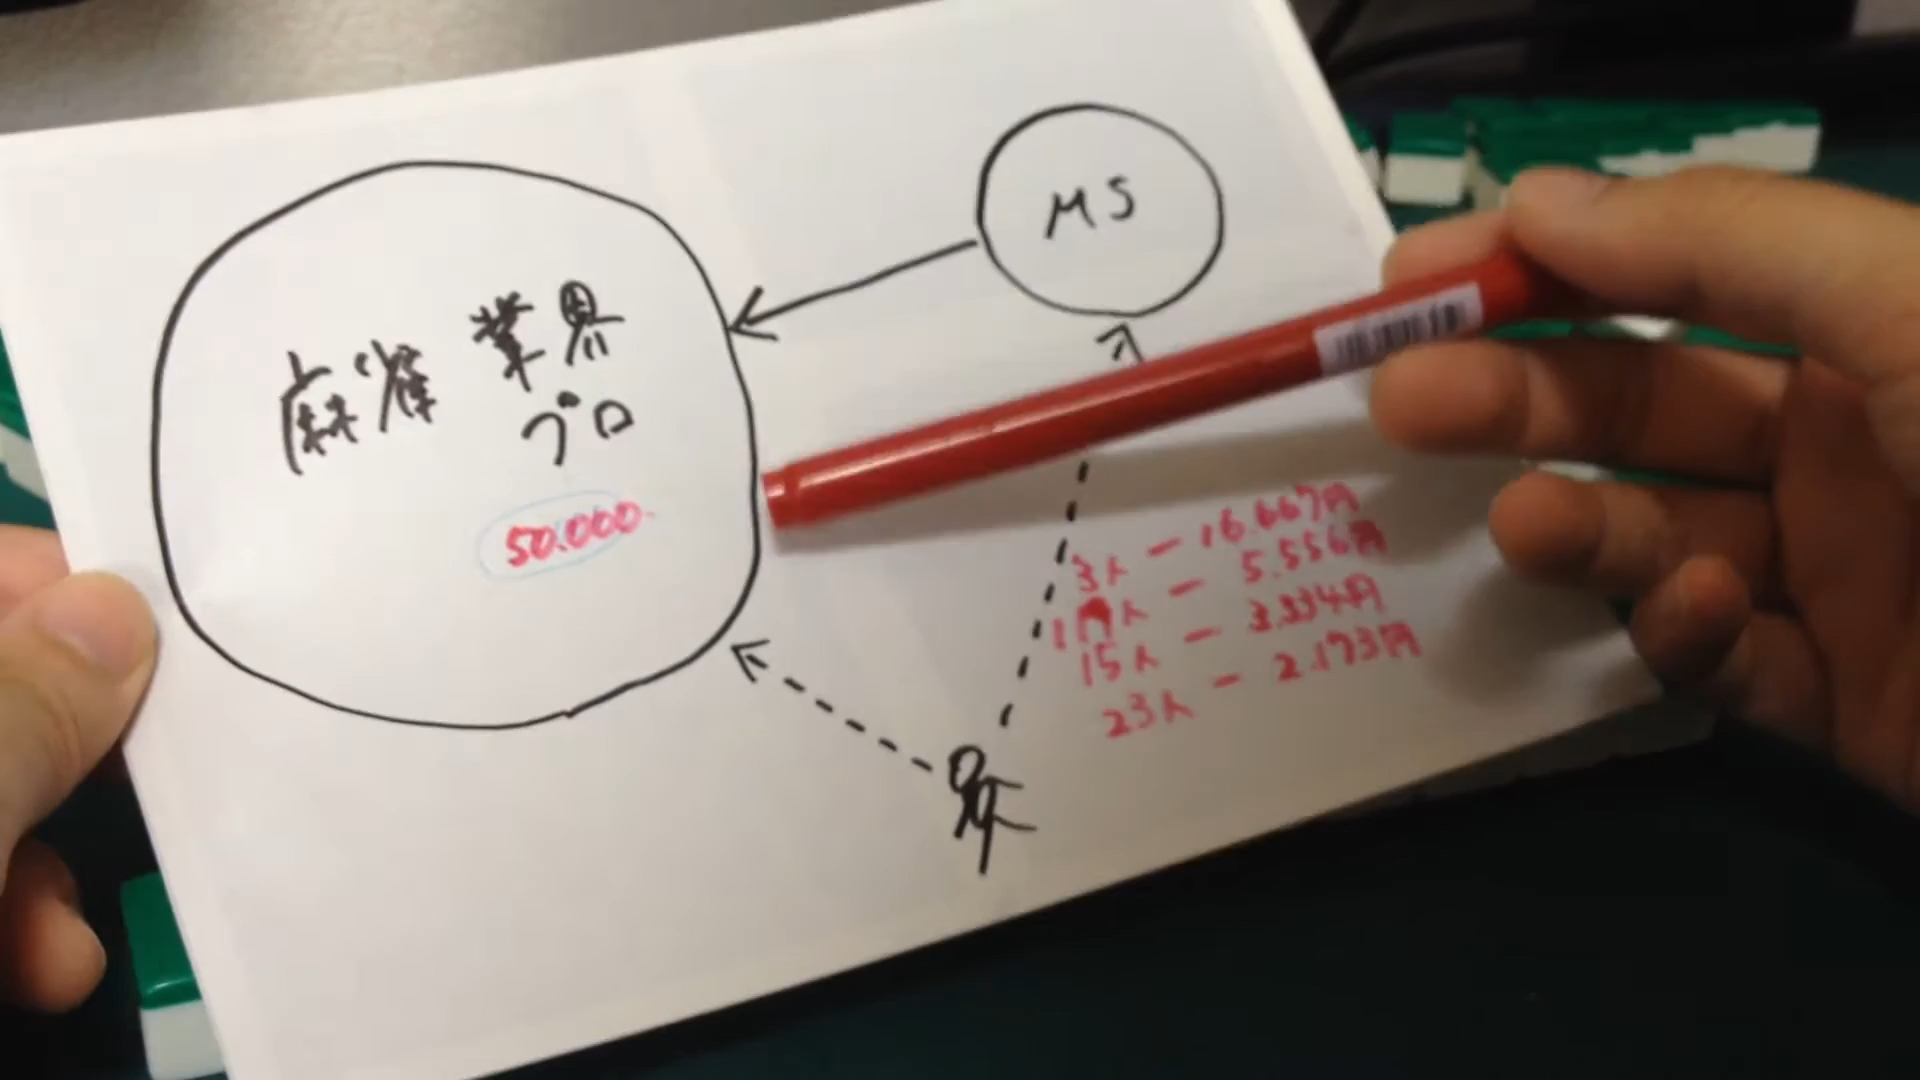 麻雀 業界
プロ
50.000
MS
3人 - 16.667円
人 - 5.556円
15人 - 3.334円
23人 - 2.173円